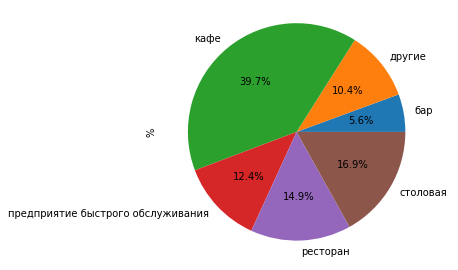 кафе
другие
39.7%
10.4%
бар
5.6%
%
16.9%
12.4%
столовая
14.9%
предприятие быстрого обслуживания
ресторан